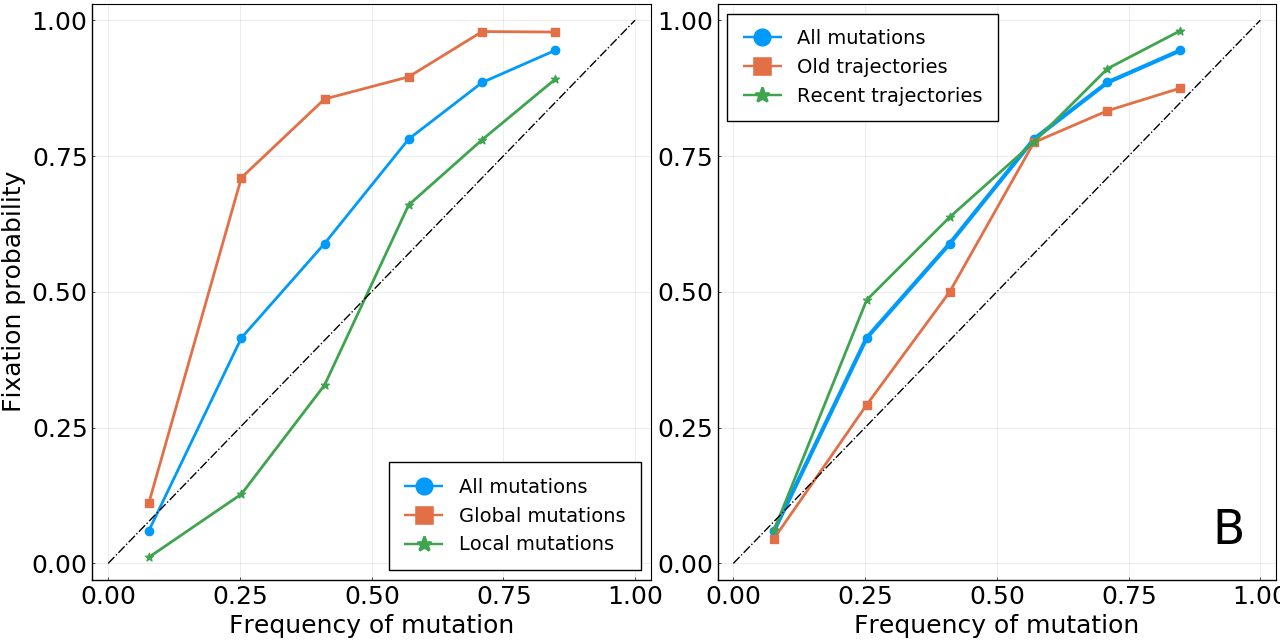 Fixation probability
1.00
0.75
0.50
0.25
0.00
0.00 0.25 0.50 0.75 1.00
Frequency of mutation
All mutations
Global mutations
Local mutations
1.00
0.75
0.50
0.25
0.00
0.00 0.25 0.50 0.75 1.00
Frequency of mutation
All mutations
Old trajectories
Recent trajectories
B